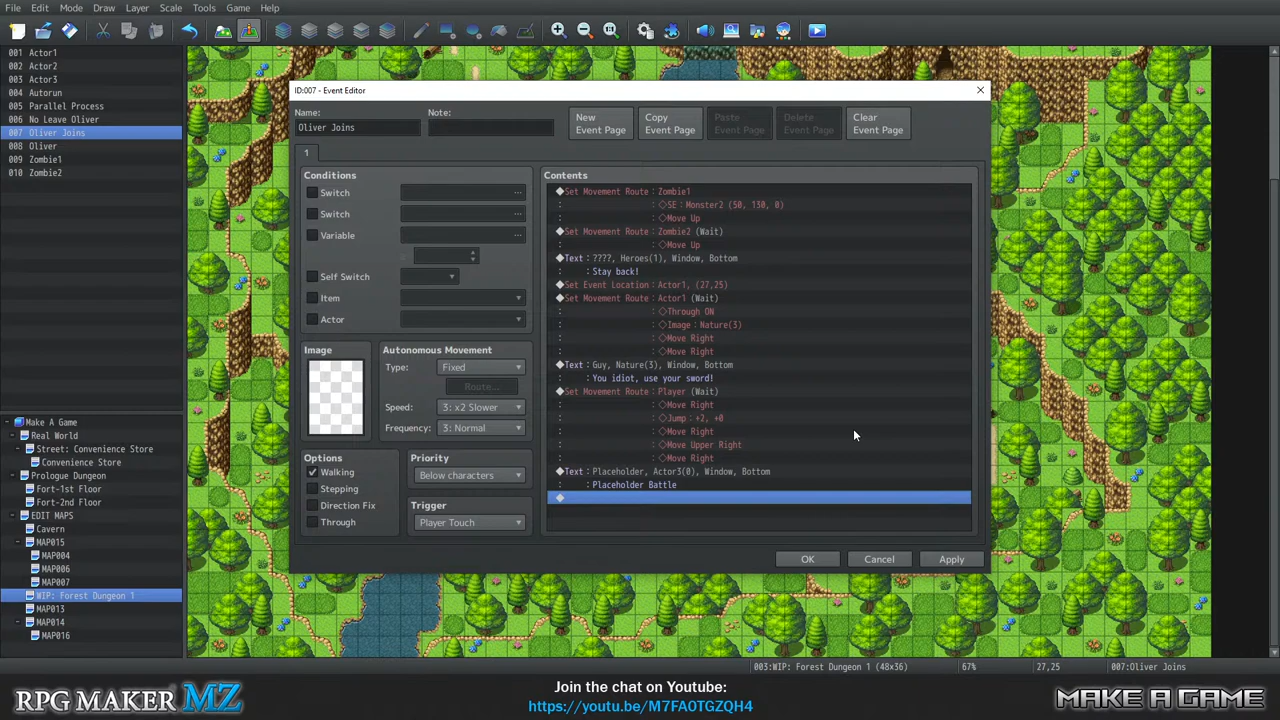 File Edit Mode Draw Layer Scale Tools Game Help
001 Actor1
002 Actor2
003 Actor3
004 Autorun
005 Parallel Process
006 No Leave Oliver
007 Oliver Joins
008 Oliver
009 Zombie1
010 Zombie2
Make A Game
Real World
Street: Convenience Store
Convenience Store
Prologue Dungeon
Fort-1st Floor
Fort-2nd Floor
EDIT MAPS
Cavern
MAP015
MAP004
MAP006
MAP007
WIP: Forest Dungeon 1
MAP013
MAP014
MAP016
ID:007 - Event Editor
Name:
Oliver Joins
Note:
New Event Page
Copy Event Page
Paste Event Page
Delete Event Page
Clear Event Page
1
Conditions
Switch
Switch
Variable
Self Switch
Item
Actor
Image
Autonomous Movement
Type: Fixed
Route...
Speed: 3: x2 Slower
Frequency: 3: Normal
Options
Walking
Stepping
Direction Fix
Through
Priority
Below characters
Trigger
Player Touch
Contents
◆Set Movement Route：Zombie1
： ：◇SE：Monster2 (50, 130, 0)
： ：◇Move Up
◆Set Movement Route：Zombie2 (Wait)
： ：◇Move Up
◆Text：????, Heroes(1), Window, Bottom
： ：Stay back!
◆Set Event Location：Actor1, (27,25)
◆Set Movement Route：Actor1 (Wait)
： ：◇Through ON
： ：◇Image：Nature(3)
： ：◇Move Right
： ：◇Move Right
◆Text：Guy, Nature(3), Window, Bottom
： ：You idiot, use your sword!
◆Set Movement Route：Player (Wait)
： ：◇Move Right
： ：◇Jump：+2, +0
： ：◇Move Right
： ：◇Move Upper Right
： ：◇Move Right
◆Text：Placeholder, Actor3(0), Window, Bottom
： ：Placeholder Battle
◆
OK Cancel Apply
003:WIP: Forest Dungeon 1 (48×36) 67% 27,25 007:Oliver Joins
RPG MAKER MZ
Join the chat on Youtube:
https://youtu.be/M7FA0TGZQH4
MAKE A GAME